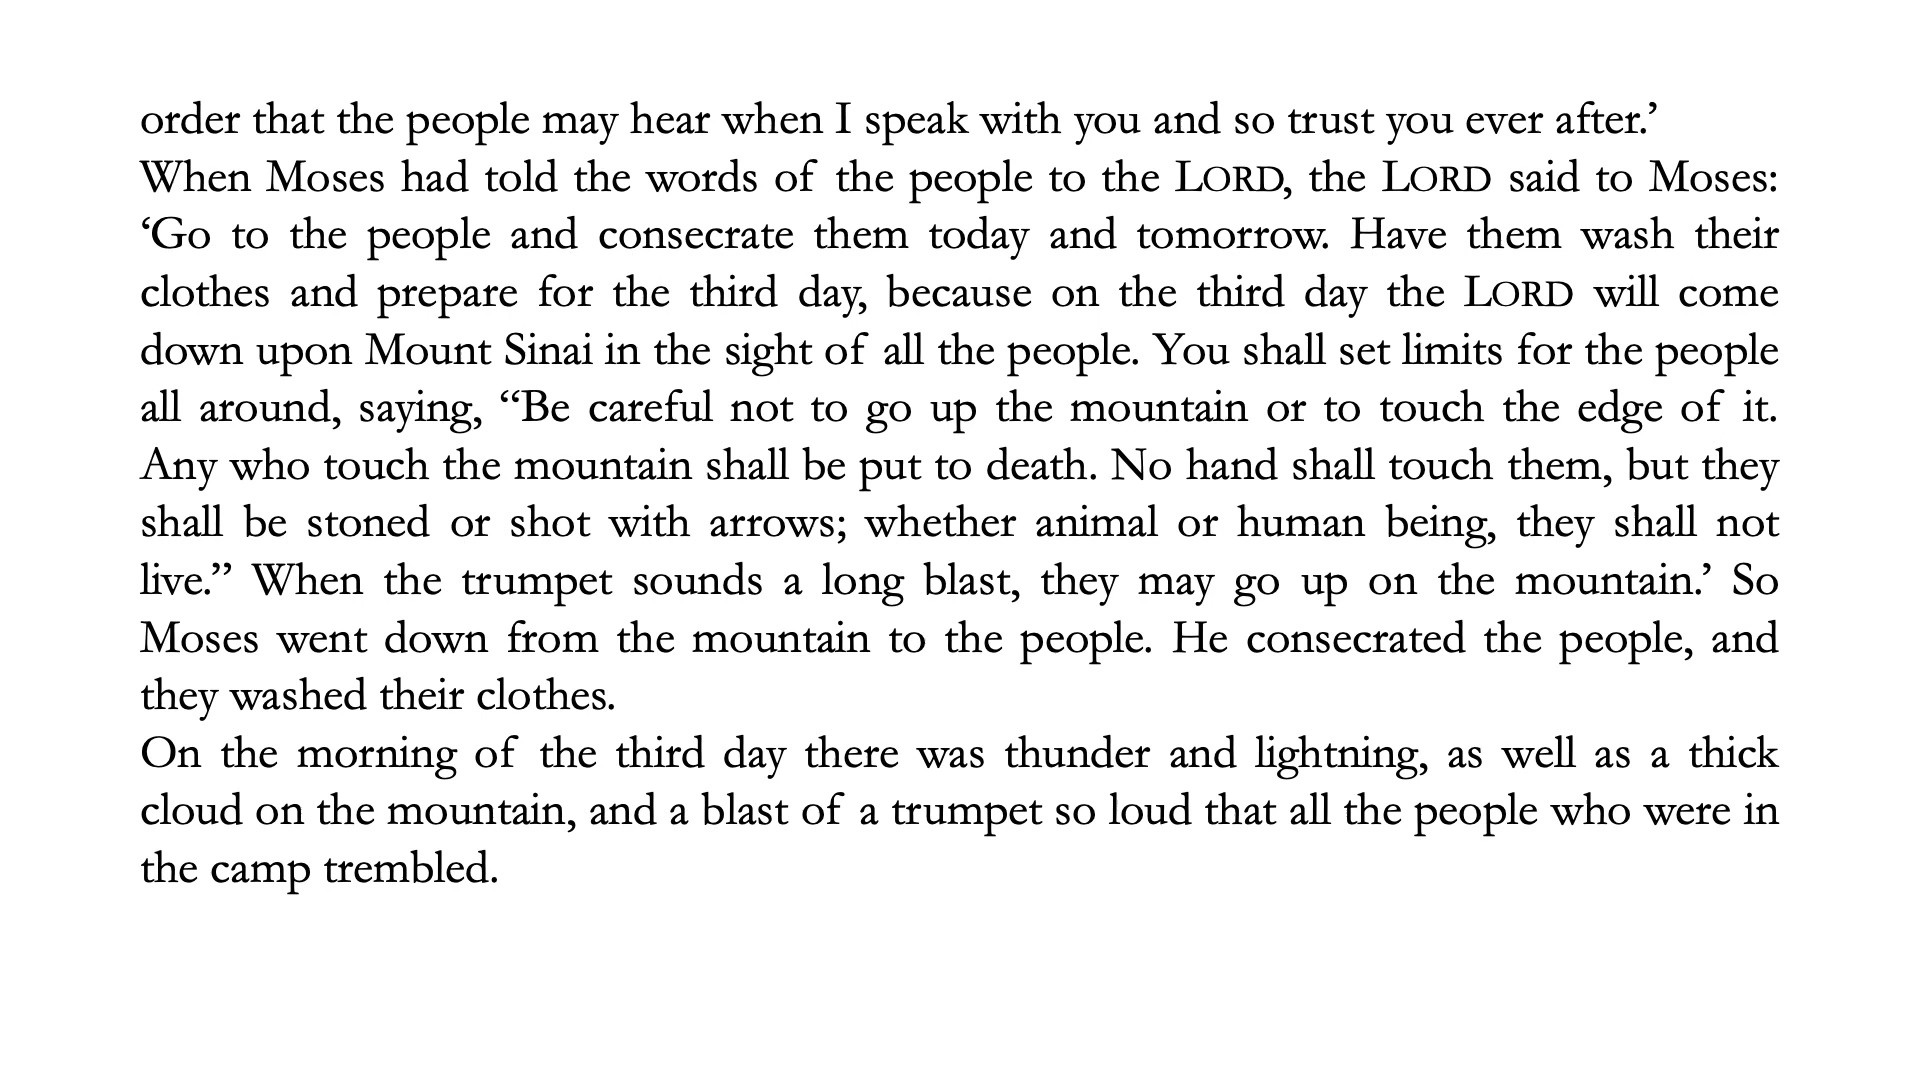 order that the people may hear when I speak with you and so trust you ever after.’
When Moses had told the words of the people to the LORD, the LORD said to Moses:
‘Go to the people and consecrate them today and tomorrow. Have them wash their
clothes and prepare for the third day, because on the third day the LORD will come
down upon Mount Sinai in the sight of all the people. You shall set limits for the people
all around, saying, “Be careful not to go up the mountain or to touch the edge of it.
Any who touch the mountain shall be put to death. No hand shall touch them, but they
shall be stoned or shot with arrows; whether animal or human being, they shall not
live.” When the trumpet sounds a long blast, they may go up on the mountain.’ So
Moses went down from the mountain to the people. He consecrated the people, and
they washed their clothes.
On the morning of the third day there was thunder and lightning, as well as a thick
cloud on the mountain, and a blast of a trumpet so loud that all the people who were in
the camp trembled.